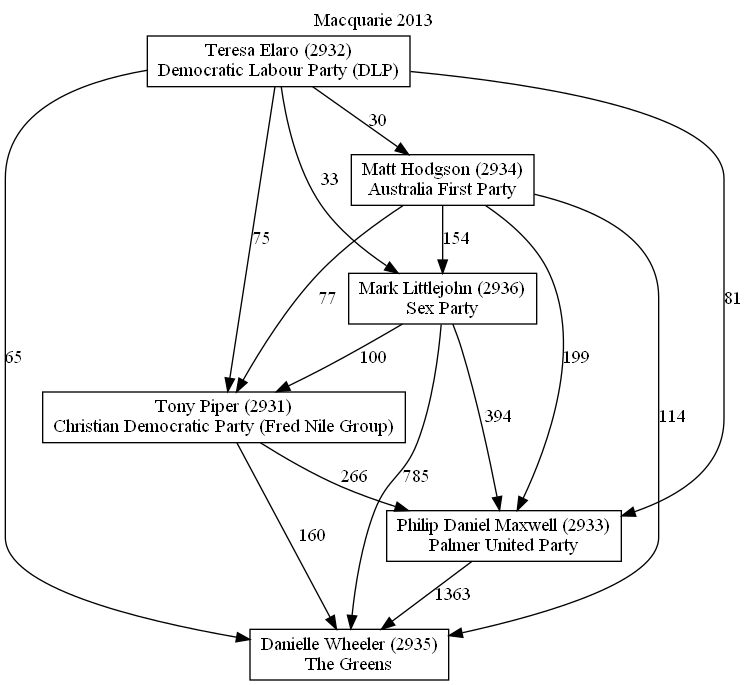 Macquarie 2013
Teresa Elaro (2932)
Democratic Labour Party (DLP)
30
Matt Hodgson (2934)
Australia First Party
33
75
154
77
Mark Littlejohn (2936)
Sex Party
65
81
100
199
Tony Piper (2931)
Christian Democratic Party (Fred Nile Group)
394
114
266
785
Philip Daniel Maxwell (2933)
Palmer United Party
160
1363
Danielle Wheeler (2935)
The Greens